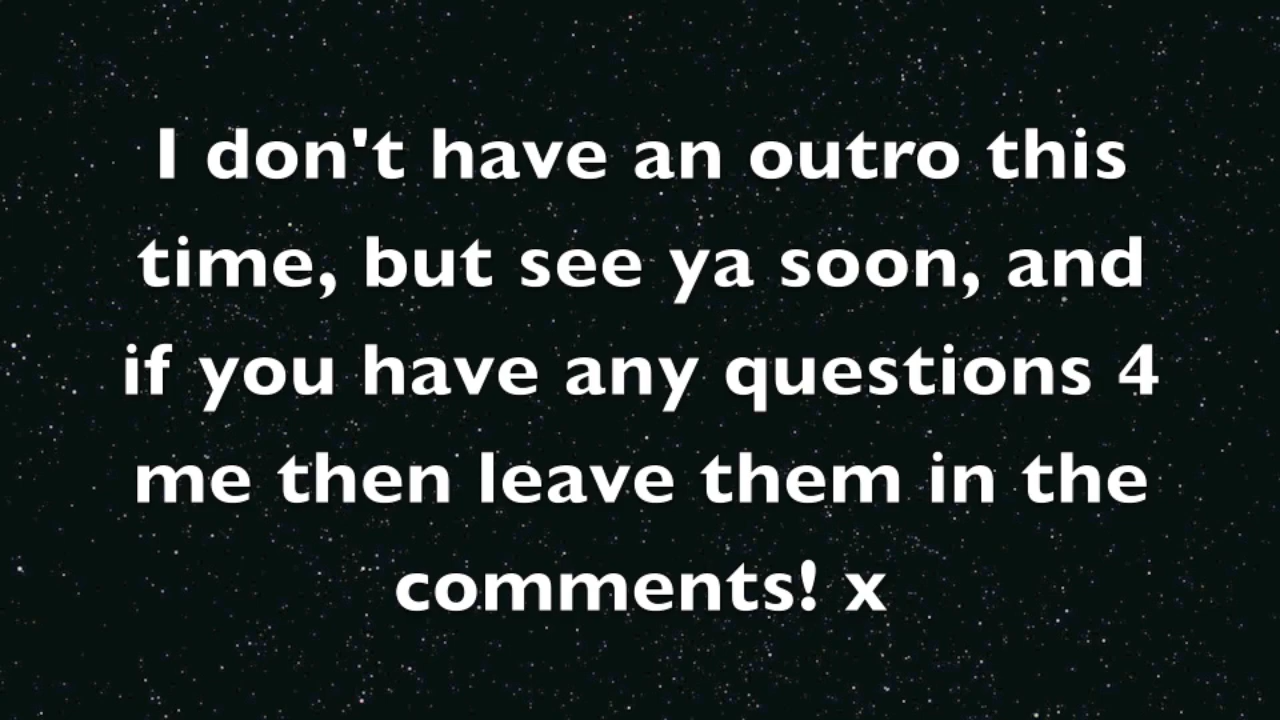 I don't have an outro this
time, but see ya soon, and
if you have any questions 4
me then leave them in the
comments! x